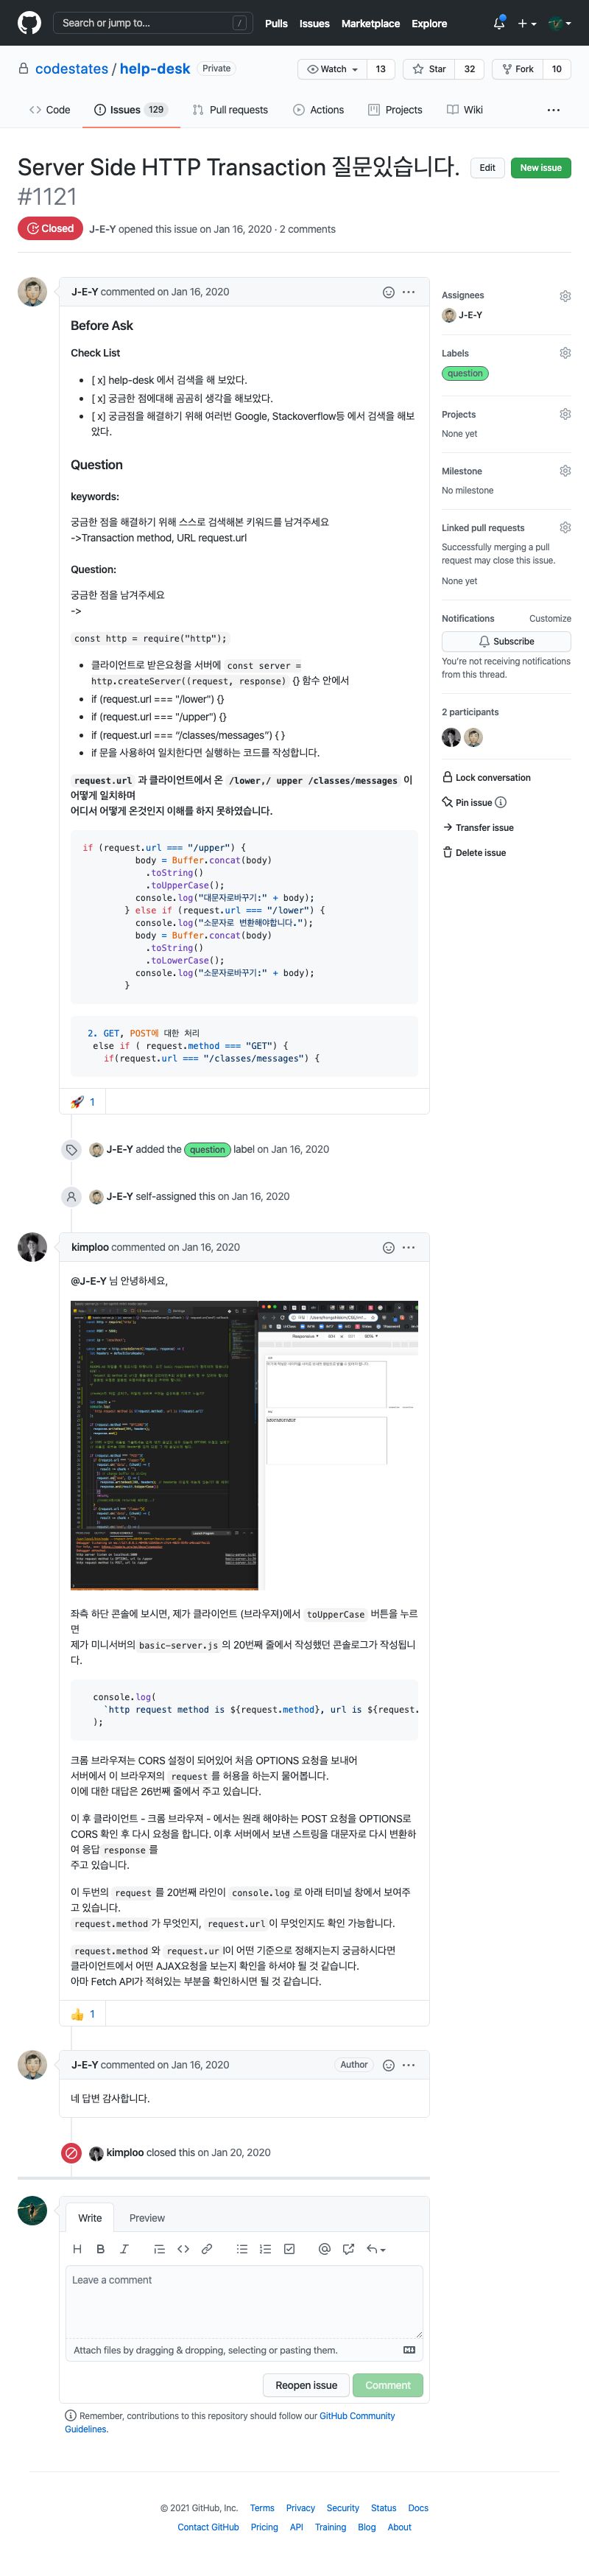 Search or jump to... /
Pulls Issues Marketplace Explore
codestates / help-desk Private
Watch 13 Star 32 Fork 10
Code Issues 129 Pull requests Actions Projects Wiki ...
Server Side HTTP Transaction 질문있습니다.
#1121
Edit New issue
Closed J-E-Y opened this issue on Jan 16, 2020 · 2 comments
J-E-Y commented on Jan 16, 2020
Before Ask
Check List
• [ x] help-desk 에서 검색을 해 보았다.
• [ x] 궁금한 점에대해 곰곰히 생각을 해보았다.
• [ x] 궁금점을 해결하기 위해 여러번 Google, Stackoverflow등 에서 검색을 해보
았다.
Question
keywords:
궁금한 점을 해결하기 위해 스스로 검색해본 키워드를 남겨주세요
->Transaction method, URL request.url
Question:
궁금한 점을 남겨주세요
->
const http = require("http");
• 클라이언트로 받은요청을 서버에 const server =
http.createServer((request, response) {} 함수 안에서
• if (request.url === "/lower") {}
• if (request.url === "/upper") {}
• if (request.url === "/classes/messages") { }
• if 문을 사용하여 일치한다면 실행하는 코드를 작성합니다.
request.url 과 클라이언트에서 온 /lower,/ upper /classes/messages 이
어떻게 일치하며
어디서 어떻게 온것인지 이해를 하지 못하였습니다.
if (request.url === "/upper") {
body = Buffer.concat(body)
.toString()
.toUpperCase();
console.log("대문자로바꾸기:" + body);
} else if (request.url === "/lower") {
console.log("소문자로 변환해야합니다.");
body = Buffer.concat(body)
.toString()
.toLowerCase();
console.log("소문자로바꾸기:" + body);
}
2. GET, POST에 대한 처리
else if ( request.method === "GET") {
if(request.url === "/classes/messages") {
🚀 1
Assignees
J-E-Y
Labels
question
Projects
None yet
Milestone
No milestone
Linked pull requests
Successfully merging a pull
request may close this issue.
None yet
Notifications Customize
Subscribe
You're not receiving notifications
from this thread.
2 participants
Lock conversation
Pin issue
Transfer issue
Delete issue
J-E-Y added the question label on Jan 16, 2020
J-E-Y self-assigned this on Jan 16, 2020
kimploo commented on Jan 16, 2020
@J-E-Y 님 안녕하세요,
좌측 하단 콘솔에 보시면, 제가 클라이언트 (브라우져)에서 toUpperCase 버튼을 누르
면
제가 미니서버의 basic-server.js 의 20번째 줄에서 작성했던 콘솔로그가 작성됩니
다.
console.log(
`http request method is ${request.method}, url is ${request.
);
크롬 브라우져는 CORS 설정이 되어있어 처음 OPTIONS 요청을 보내어
서버에서 이 브라우져의 request 를 허용을 하는지 물어봅니다.
이에 대한 대답은 26번째 줄에서 주고 있습니다.
이 후 클라이언트 - 크롬 브라우져 - 에서는 원래 해야하는 POST 요청을 OPTIONS로
CORS 확인 후 다시 요청을 합니다. 이후 서버에서 보낸 스트링을 대문자로 다시 변환하
여 응답 response 를
주고 있습니다.
이 두번의 request 를 20번째 라인이 console.log 로 아래 터미널 창에서 보여주
고 있습니다.
request.method 가 무엇인지, request.url 이 무엇인지도 확인 가능합니다.
request.method 와 request.ur l이 어떤 기준으로 정해지는지 궁금하시다면
클라이언트에서 어떤 AJAX요청을 보는지 확인을 하셔야 될 것 같습니다.
아마 Fetch API가 적혀있는 부분을 확인하시면 될 것 같습니다.
👍 1
J-E-Y commented on Jan 16, 2020 Author
네 답변 감사합니다.
kimploo closed this on Jan 20, 2020
Write Preview
Leave a comment
Attach files by dragging & dropping, selecting or pasting them.
Reopen issue Comment
Remember, contributions to this repository should follow our GitHub Community
Guidelines.
© 2021 GitHub, Inc. Terms Privacy Security Status Docs
Contact GitHub Pricing API Training Blog About